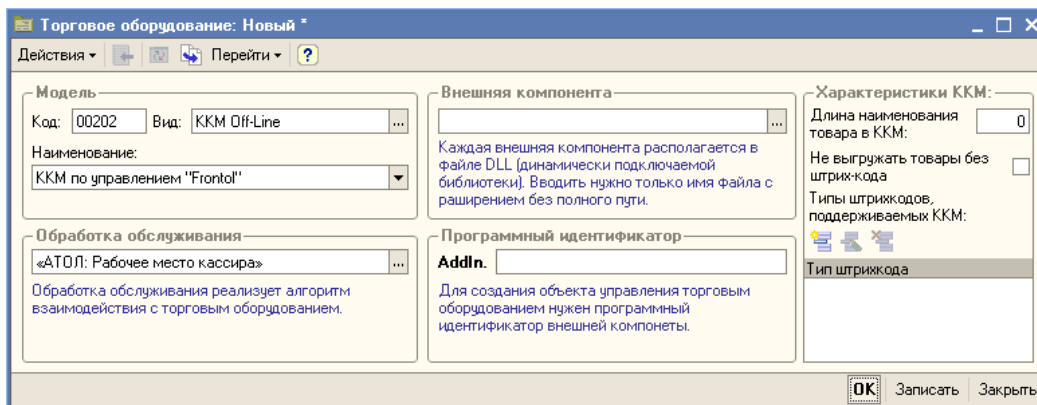 Торговое оборудование: Новый *
Действия
Перейти
?
Модель
Код: 00202 Вид: ККМ Off-Line ...
Наименование:
ККМ по управлением "Frontol"
Внешняя компонента
...
Каждая внешняя компонента располагается в
файле DLL (динамически подключаемой
библиотеки). Вводить нужно только имя файла с
раширением без полного пути.
Характеристики ККМ:
Длина наименования
товара в ККМ: 0
Не выгружать товары без
штрих-кода
Типы штрихкодов,
поддерживаемых ККМ:
Тип штрихкода
Обработка обслуживания
«АТОЛ: Рабочее место кассира» ...
Обработка обслуживания реализует алгоритм
взаимодействия с торговым оборудованием.
Программный идентификатор
AddIn.
Для создания объекта управления торговым
оборудованием нужен программный
идентификатор внешней компонеты.
OK Записать Закрыть